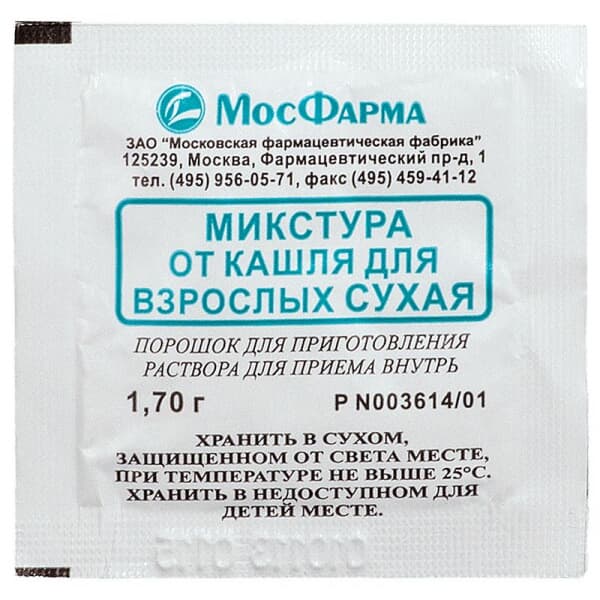 МОСФАРМА
ЗАО "Московская фармацевтическая фабрика"
125239, Москва, Фармацевтический пр-д, 1
тел. (495) 956-05-71, факс (495) 459-41-12
МИКСТУРА
ОТ КАШЛЯ ДЛЯ
ВЗРОСЛЫХ СУХАЯ
ПОРОШОК ДЛЯ ПРИГОТОВЛЕНИЯ
РАСТВОРА ДЛЯ ПРИЕМА ВНУТРЬ
1,70 г Р N003614/01
ХРАНИТЬ В СУХОМ,
ЗАЩИЩЕННОМ ОТ СВЕТА МЕСТЕ,
ПРИ ТЕМПЕРАТУРЕ НЕ ВЫШЕ 25°С.
ХРАНИТЬ В НЕДОСТУПНОМ ДЛЯ
ДЕТЕЙ МЕСТЕ.